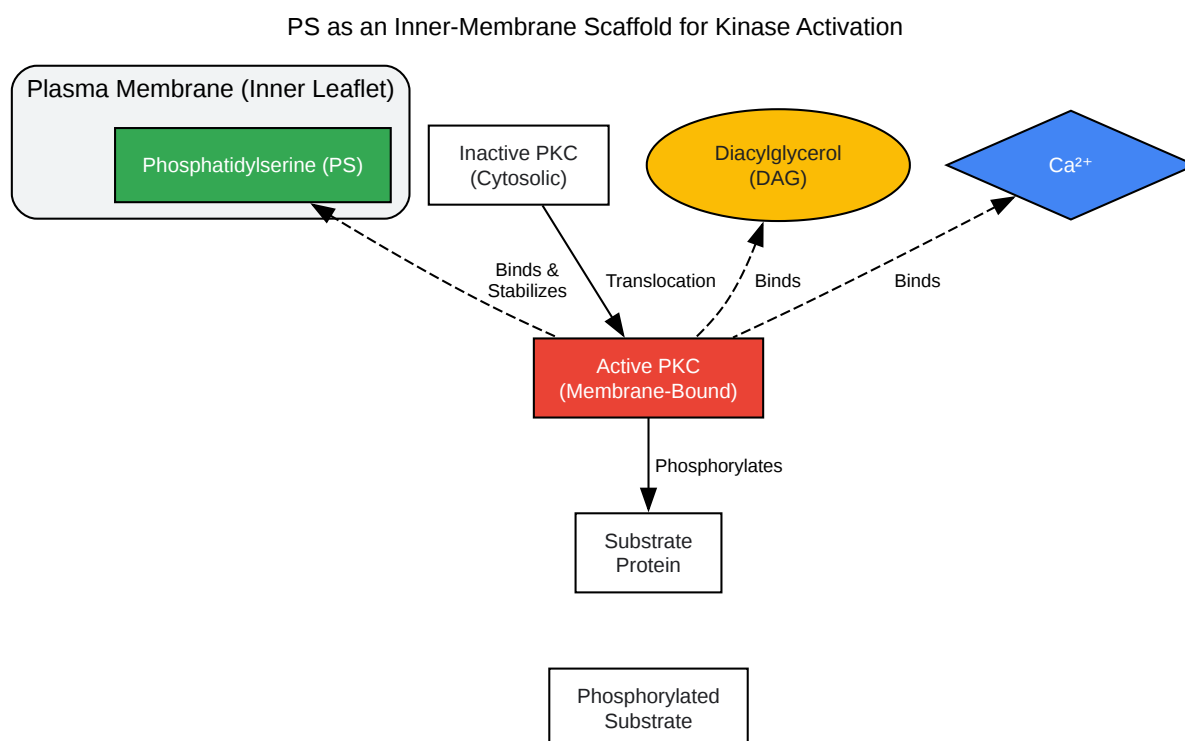 PS as an Inner-Membrane Scaffold for Kinase Activation
Plasma Membrane (Inner Leaflet)
Phosphatidylserine (PS)
Inactive PKC
(Cytosolic)
Diacylglycerol
(DAG)
Ca²⁺
Binds &
Stabilizes
Translocation
Binds
Binds
Active PKC
(Membrane-Bound)
Phosphorylates
Substrate
Protein
Phosphorylated
Substrate